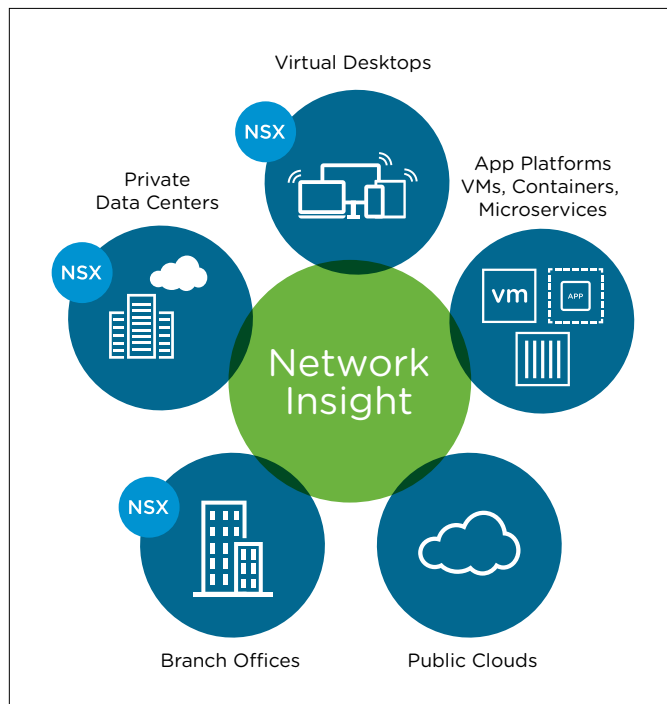 Virtual Desktops
NSX
App Platforms
VMs, Containers,
Microservices
Private
Data Centers
NSX
vm
APP
Network
Insight
NSX
Branch Offices
Public Clouds